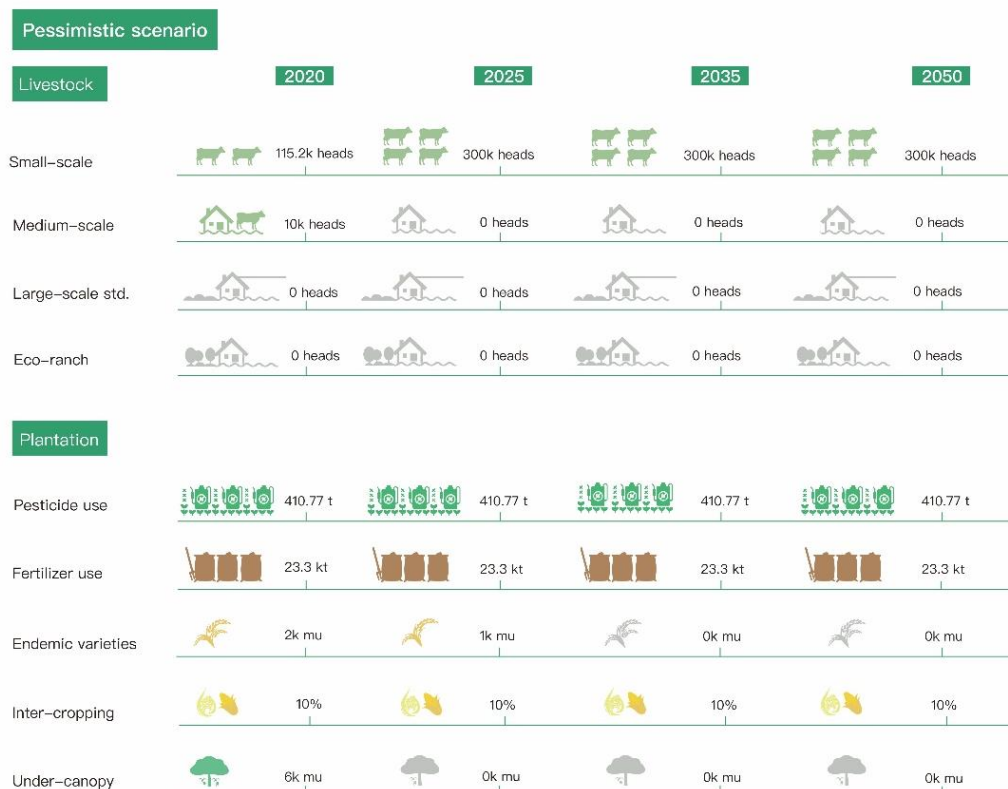 Pessimistic scenario
Livestock 2020 2025 2035 2050
Small-scale 115.2k heads 300k heads 300k heads 300k heads
Medium-scale 10k heads 0 heads 0 heads 0 heads
Large-scale std. 0 heads 0 heads 0 heads 0 heads
Eco-ranch 0 heads 0 heads 0 heads 0 heads
Plantation
Pesticide use 410.77 t 410.77 t 410.77 t 410.77 t
Fertilizer use 23.3 kt 23.3 kt 23.3 kt 23.3 kt
Endemic varieties 2k mu 1k mu 0k mu 0k mu
Inter-cropping 10% 10% 10% 10%
Under-canopy 6k mu 0k mu 0k mu 0k mu